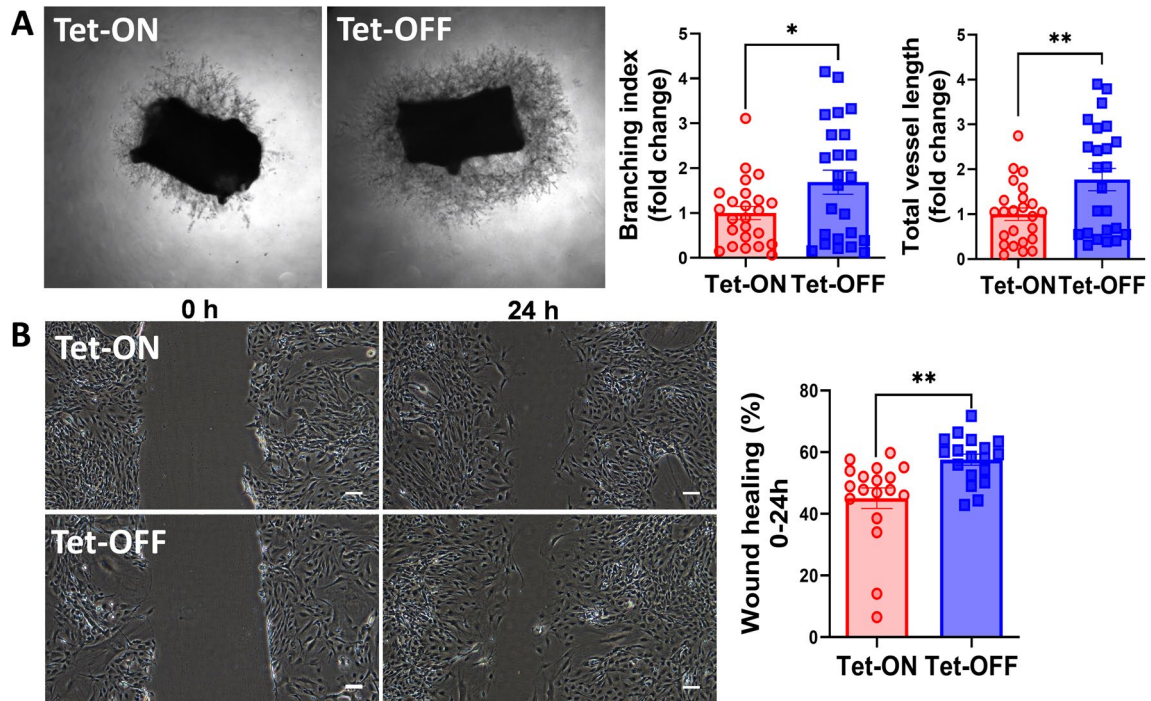 A
Tet-ON
Tet-OFF
Branching index
(fold change)
5
4
3
2
1
0
*
Tet-ON Tet-OFF
Total vessel length
(fold change)
5
4
3
2
1
0
**
Tet-ON Tet-OFF
0 h
24 h
B
Tet-ON
Tet-OFF
Wound healing (%)
0-24h
80
60
40
20
0
**
Tet-ON Tet-OFF